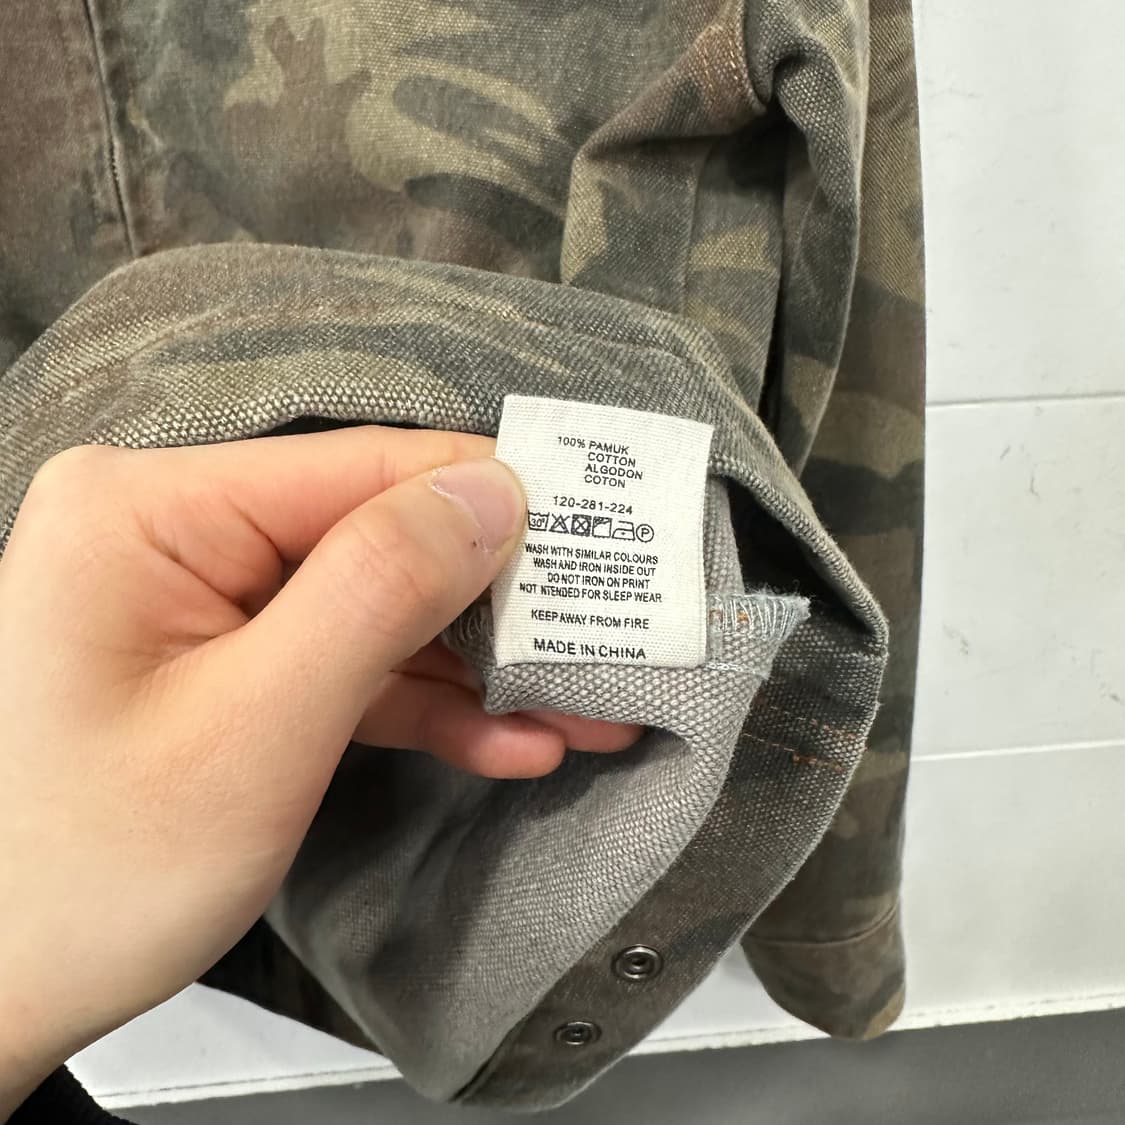 100% PAMUK
COTTON
ALGODON
COTON
120-281-224
30° P
WASH WITH SIMILAR COLOURS
WASH AND IRON INSIDE OUT
DO NOT IRON ON PRINT
NOT NTENDED FOR SLEEP WEAR
KEEP AWAY FROM FIRE
MADE IN CHINA